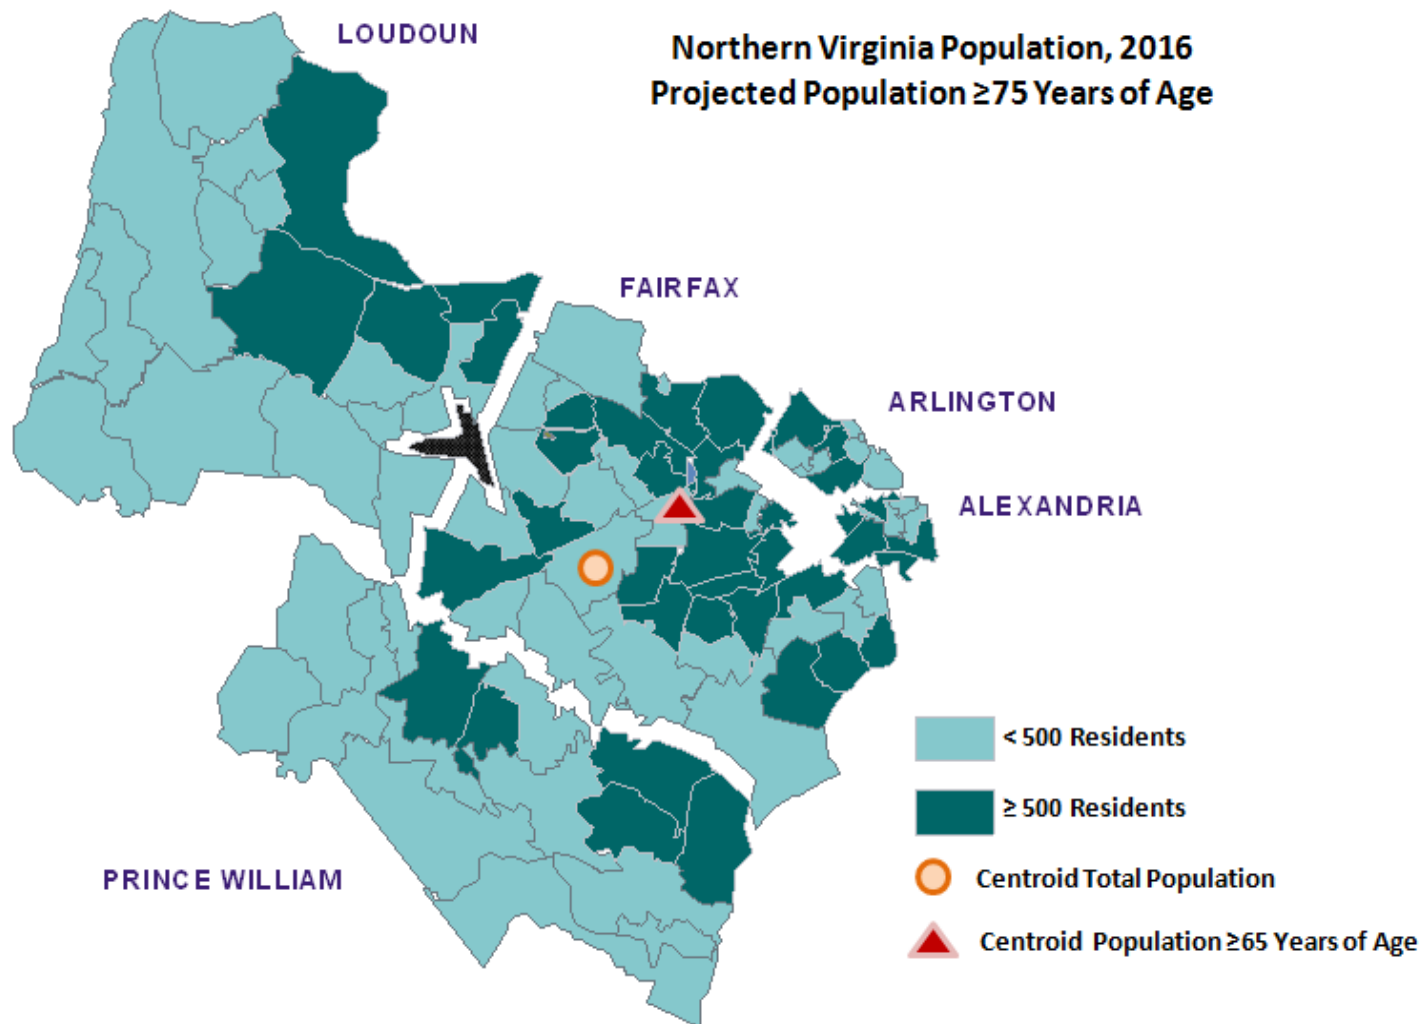 LOUDOUN
Northern Virginia Population, 2016
Projected Population ≥75 Years of Age
FAIRFAX
ARLINGTON
ALEXANDRIA
< 500 Residents
≥ 500 Residents
PRINCE WILLIAM
Centroid Total Population
Centroid Population ≥65 Years of Age